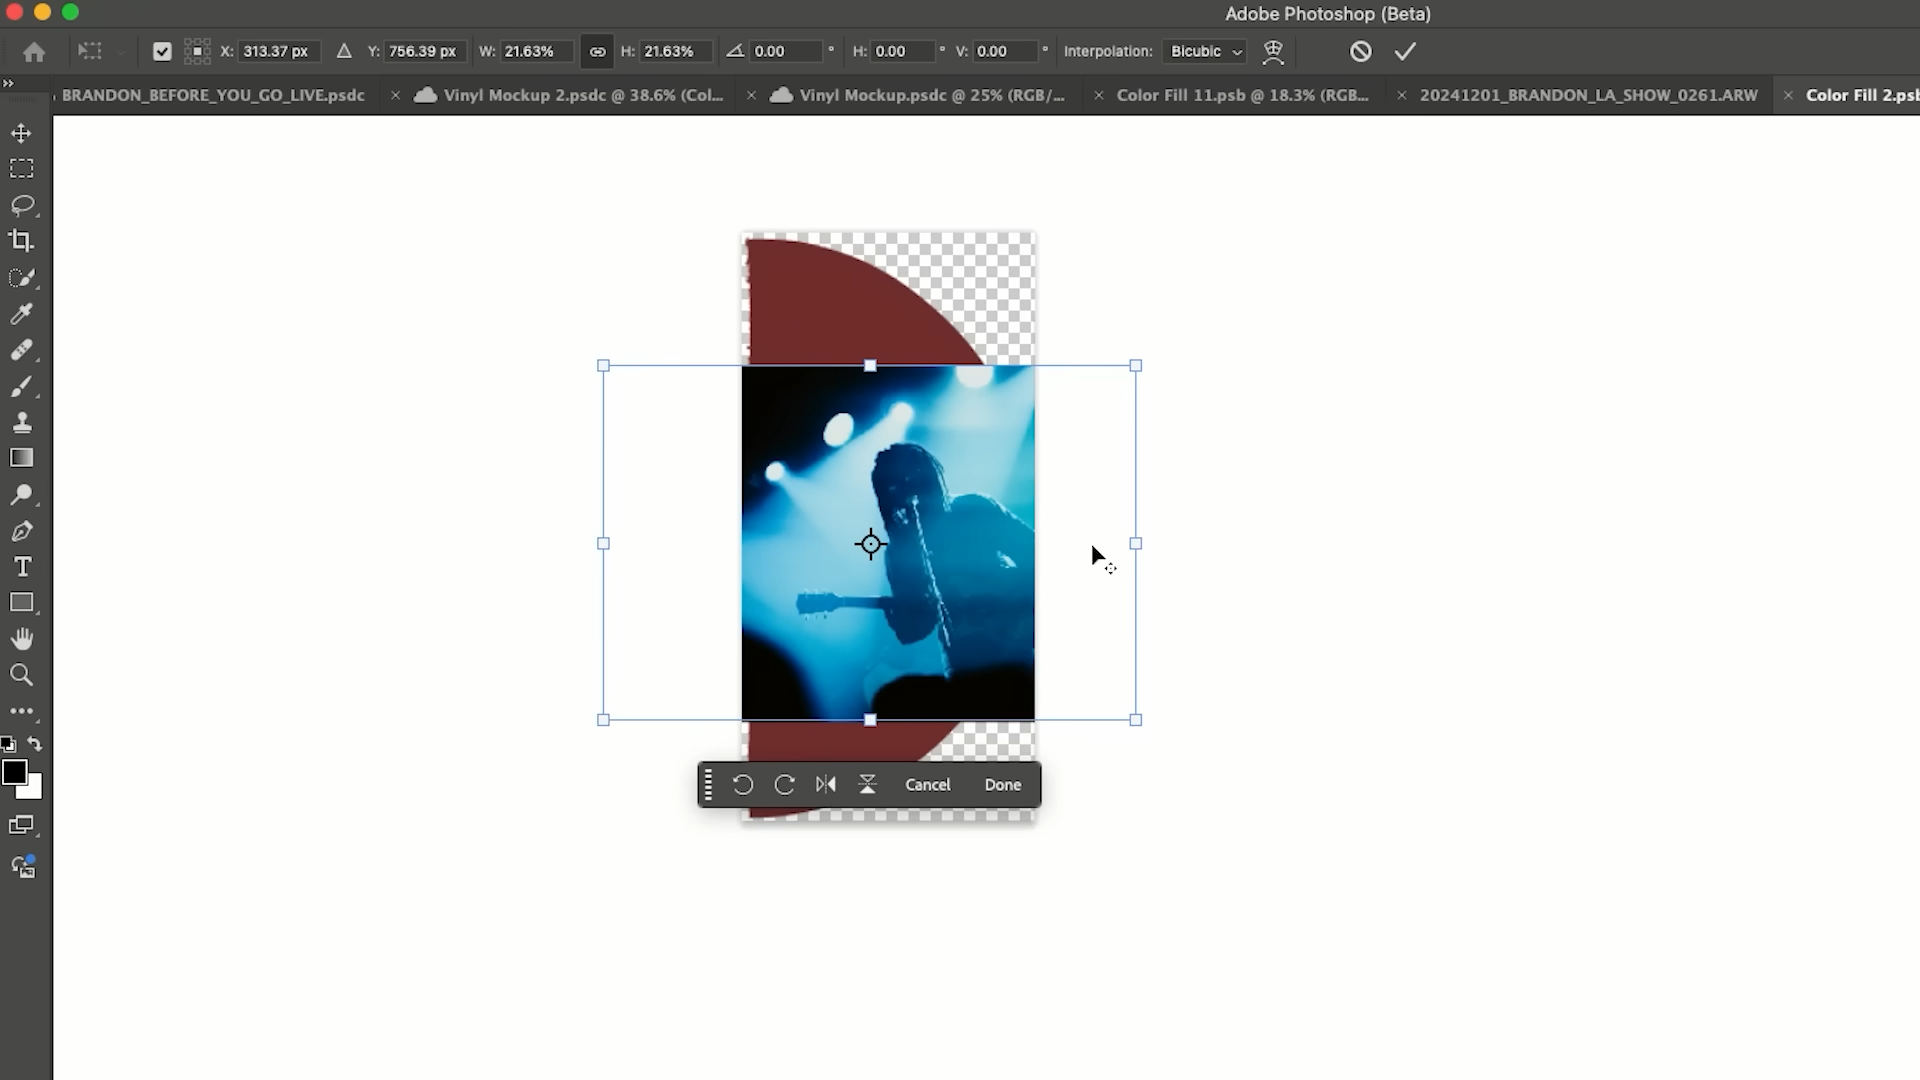 Adobe Photoshop (Beta)
X: 313.37 px Y: 756.39 px W: 21.63% H: 21.63% 0.00 ° H: 0.00 ° V: 0.00 ° Interpolation: Bicubic
BRANDON_BEFORE_YOU_GO_LIVE.psdc × Vinyl Mockup 2.psdc @ 38.6% (Col... × Vinyl Mockup.psdc @ 25% (RGB/... × Color Fill 11.psb @ 18.3% (RGB... × 20241201_BRANDON_LA_SHOW_0261.ARW × Color Fill 2.psb
Cancel Done